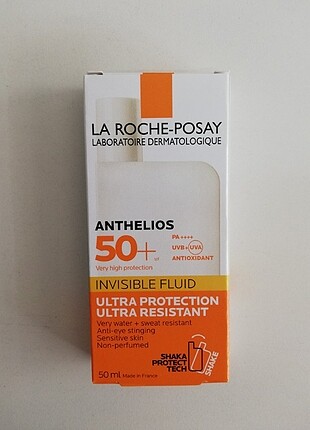 LA ROCHE-POSAY
LABORATOIRE DERMATOLOGIQUE
ANTHELIOS
50+
PA ++++
UVB+UVA
ANTIOXIDANT
Very high protection
INVISIBLE FLUID
ULTRA PROTECTION
ULTRA RESISTANT
Very water + sweat resistant
Anti-eye stinging
Sensitive skin
Non-perfumed
SHAKA
PROTECT
TECH
SHAKE
50 ml Made in France